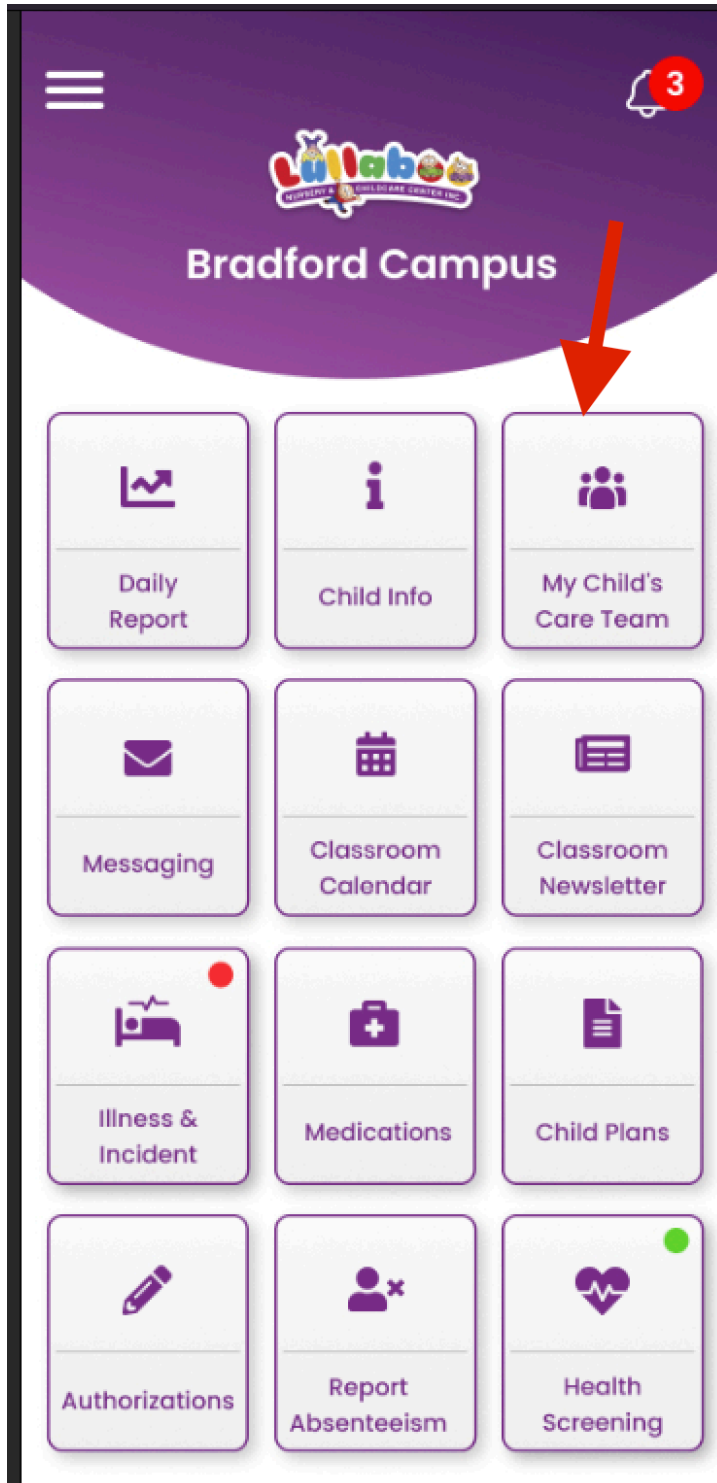 3
Lullaboo
NURSERY & CHILDCARE CENTER INC
Bradford Campus
Daily
Report
Child Info
My Child's
Care Team
Messaging
Classroom
Calendar
Classroom
Newsletter
Illness &
Incident
Medications
Child Plans
Authorizations
Report
Absenteeism
Health
Screening